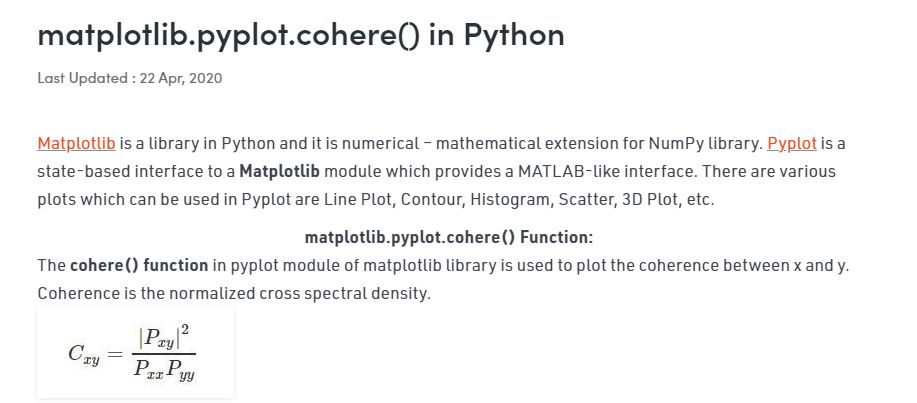 matplotlib.pyplot.cohere() in Python
Last Updated : 22 Apr, 2020
Matplotlib is a library in Python and it is numerical – mathematical extension for NumPy library. Pyplot is a
state-based interface to a Matplotlib module which provides a MATLAB-like interface. There are various
plots which can be used in Pyplot are Line Plot, Contour, Histogram, Scatter, 3D Plot, etc.
matplotlib.pyplot.cohere() Function:
The cohere() function in pyplot module of matplotlib library is used to plot the coherence between x and y.
Coherence is the normalized cross spectral density.
C_{xy} = \frac{|P_{xy}|^2}{P_{xx} P_{yy}}